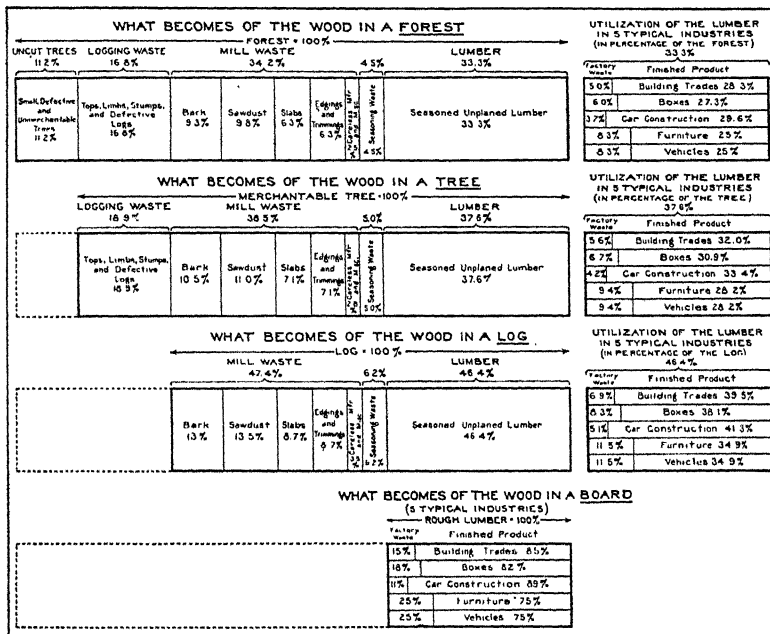 WHAT BECOMES OF THE WOOD IN A FOREST
FOREST = 100%
UNCUT TREES
11.2%
LOGGING WASTE
16.8%
MILL WASTE
34.2%
4.5%
LUMBER
33.3%
Small, Defective
and
Unmerchantable
Trees
11.2%
Tops, Limbs, Stumps,
and Defective
Logs
16.8%
Bark
9.3%
Sawdust
9.8%
Slabs
6.3%
Edgings
and
Trimmings
6.3%
Careless Mfr.
and Misc.
Seasoning Waste
4.5%
Seasoned Unplaned Lumber
33.3%
UTILIZATION OF THE LUMBER
IN 5 TYPICAL INDUSTRIES
(IN PERCENTAGE OF THE FOREST)
33.3%
Factory
Waste
Finished Product
5.0% Building Trades 28.3%
6.0% Boxes 27.3%
3.7% Car Construction 29.6%
8.3% Furniture 25%
8.3% Vehicles 25%
WHAT BECOMES OF THE WOOD IN A TREE
MERCHANTABLE TREE=100%
LOGGING WASTE
18.9%
MILL WASTE
38.5%
5.0%
LUMBER
37.6%
Tops, Limbs, Stumps,
and Defective
Logs
18.9%
Bark
10.5%
Sawdust
11.0%
Slabs
7.1%
Edgings
and
Trimmings
7.1%
Careless Mfr.
and Misc.
Seasoning Waste
5.0%
Seasoned Unplaned Lumber
37.6%
UTILIZATION OF THE LUMBER
IN 5 TYPICAL INDUSTRIES
(IN PERCENTAGE OF THE TREE)
37.6%
Factory
Waste
Finished Product
5.6% Building Trades 32.0%
6.7% Boxes 30.9%
4.2% Car Construction 33.4%
9.4% Furniture 28.2%
9.4% Vehicles 28.2%
WHAT BECOMES OF THE WOOD IN A LOG
LOG = 100%
MILL WASTE
47.4%
6.2%
LUMBER
46.4%
Bark
13%
Sawdust
13.5%
Slabs
8.7%
Edgings
and
Trimmings
8.7%
Careless Mfr.
and Misc.
Seasoning Waste
6.2%
Seasoned Unplaned Lumber
46.4%
UTILIZATION OF THE LUMBER
IN 5 TYPICAL INDUSTRIES
(IN PERCENTAGE OF THE LOG)
46.4%
Factory
Waste
Finished Product
6.9% Building Trades 39.5%
8.3% Boxes 38.1%
5.1% Car Construction 41.3%
11.5% Furniture 34.9%
11.5% Vehicles 34.9%
WHAT BECOMES OF THE WOOD IN A BOARD
(5 TYPICAL INDUSTRIES)
ROUGH LUMBER = 100%
Factory
Waste
Finished Product
15% Building Trades 85%
18% Boxes 82%
11% Car Construction 89%
25% Furniture 75%
25% Vehicles 75%